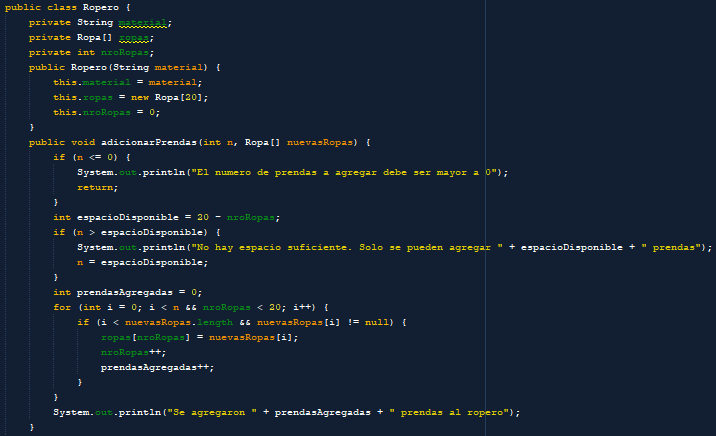 public class Ropero {
    private String material;
    private Ropa[] ropas;
    private int nroRopas;
    public Ropero(String material) {
        this.material = material;
        this.ropas = new Ropa[20];
        this.nroRopas = 0;
    }
    public void adicionarPrendas(int n, Ropa[] nuevasRopas) {
        if (n <= 0) {
            System.out.println("El numero de prendas a agregar debe ser mayor a 0");
            return;
        }
        int espacioDisponible = 20 - nroRopas;
        if (n > espacioDisponible) {
            System.out.println("No hay espacio suficiente. Solo se pueden agregar " + espacioDisponible + " prendas");
            n = espacioDisponible;
        }
        int prendasAgregadas = 0;
        for (int i = 0; i < n && nroRopas < 20; i++) {
            if (i < nuevasRopas.length && nuevasRopas[i] != null) {
                ropas[nroRopas] = nuevasRopas[i];
                nroRopas++;
                prendasAgregadas++;
            }
        }
        System.out.println("Se agregaron " + prendasAgregadas + " prendas al ropero");
    }